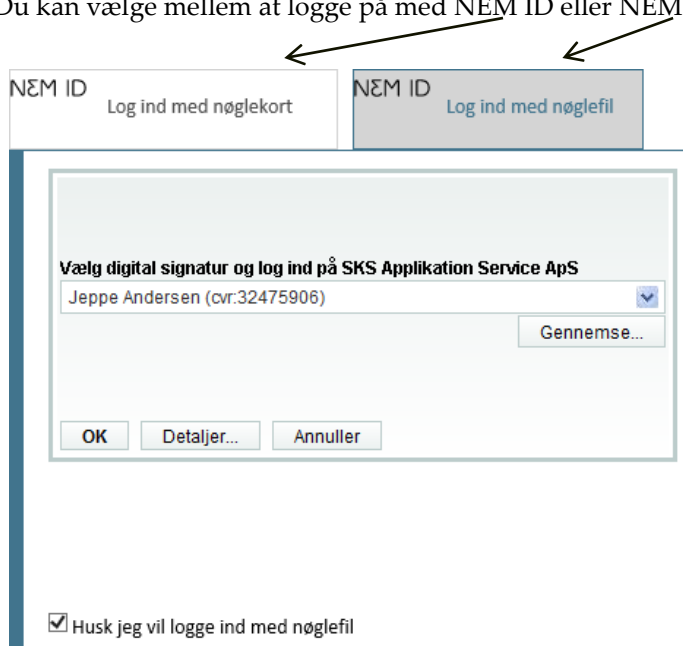 Du kan vælge mellem at logge på med NEM ID eller NEM
NEM ID
Log ind med nøglekort
NEM ID
Log ind med nøglefil
Vælg digital signatur og log ind på SKS Applikation Service ApS
Jeppe Andersen (cvr:32475906)
Gennemse...
OK Detaljer... Annuller
Husk jeg vil logge ind med nøglefil